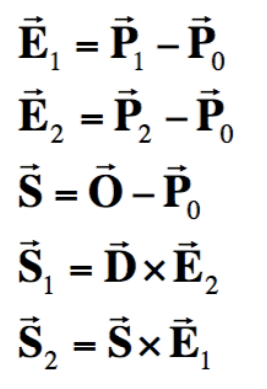 E⃗₁ = P⃗₁ − P⃗₀
E⃗₂ = P⃗₂ − P⃗₀
S⃗ = O⃗ − P⃗₀
S⃗₁ = D⃗ × E⃗₂
S⃗₂ = S⃗ × E⃗₁